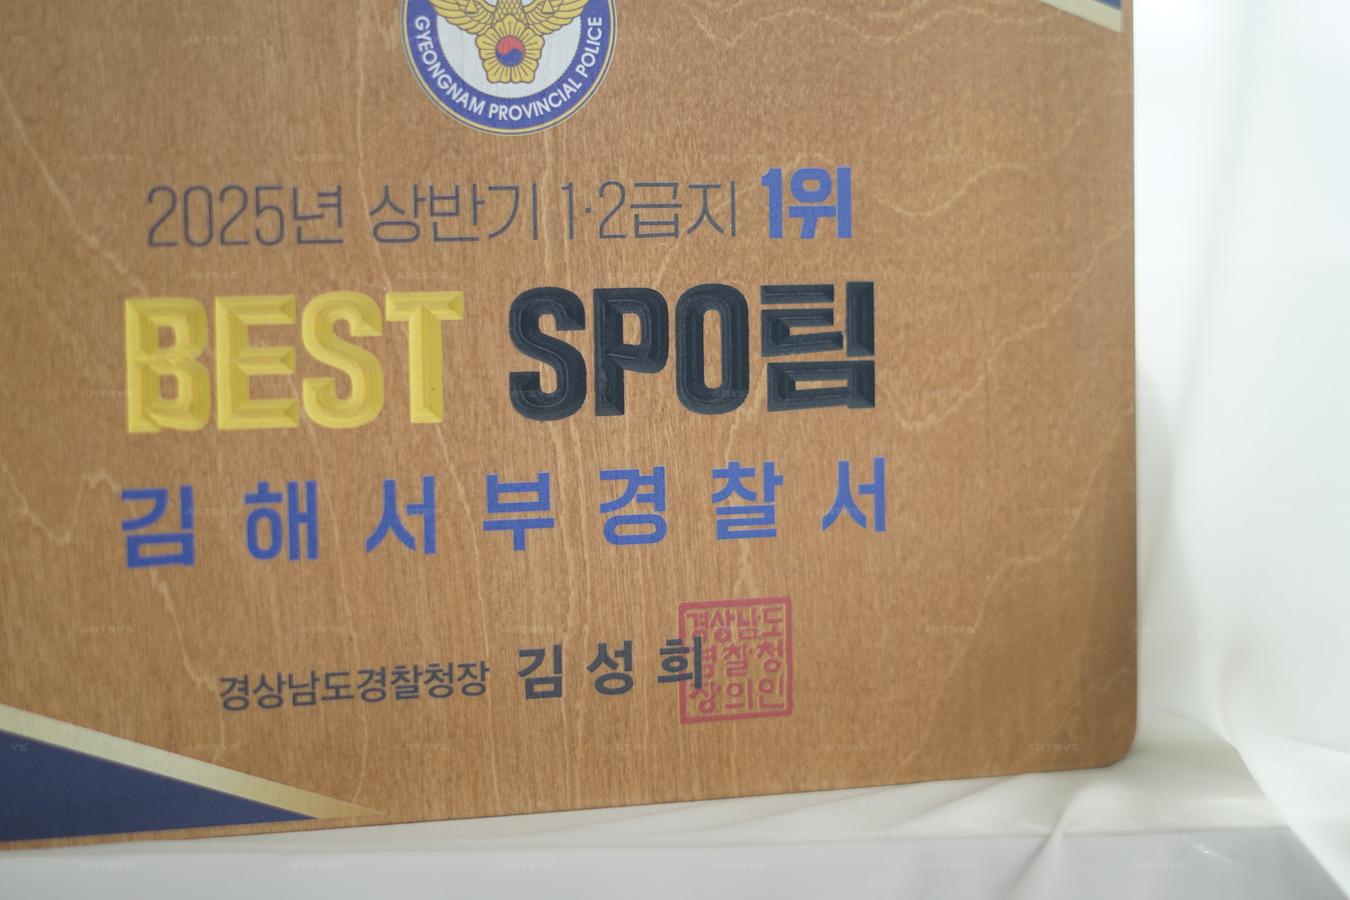 GYEONGNAM PROVINCIAL POLICE
2025년 상반기 1·2급지 1위
BEST SPO팀
김해서부경찰서
경상남도경찰청장 김성희
경상남도
경찰청
장의인
ARTSYS